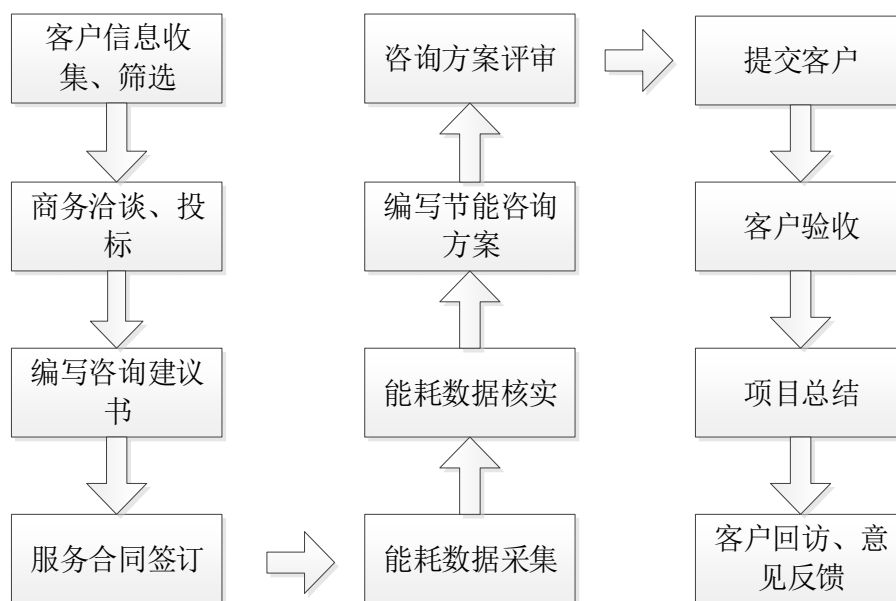 客户信息收
集、筛选
商务洽谈、投
标
编写咨询建议
书
服务合同签订
能耗数据采集
能耗数据核实
编写节能咨询
方案
咨询方案评审
提交客户
客户验收
项目总结
客户回访、意
见反馈